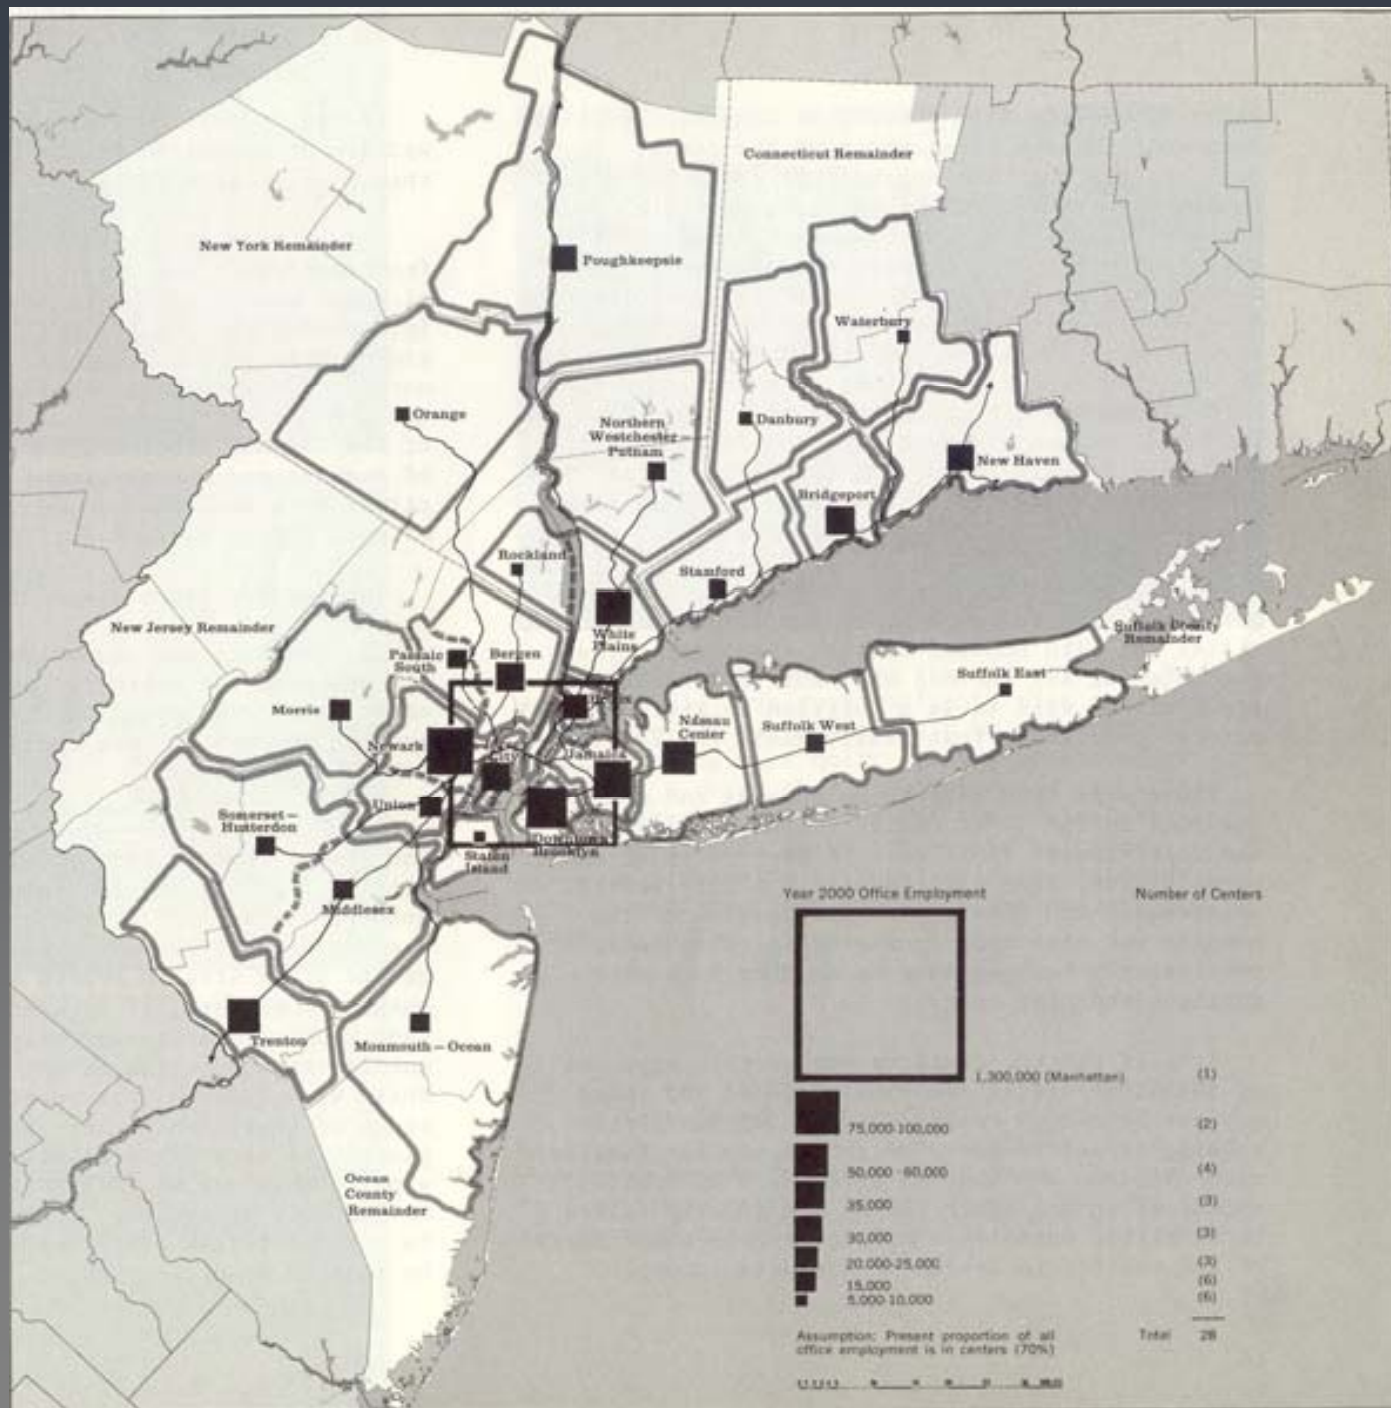 Connecticut Remainder
New York Remainder
Poughkeepsie
Waterbury
Orange
Danbury
Northern
Westchester
Putnam
New Haven
Bridgeport
Rockland
Stamford
New Jersey Remainder
White
Plains
Suffolk County
Remainder
Passaic
South
Bergen
Suffolk East
Morris
Nassau
Center
Suffolk West
Newark
City
Jamaica
Union
Somerset —
Hunterdon
Downtown
Brooklyn
Staten
Island
Middlesex
Trenton
Monmouth — Ocean
Ocean
County
Remainder
Year 2000 Office Employment Number of Centers
1,300,000 (Manhattan) (1)
75,000-100,000 (2)
50,000 -60,000 (4)
35,000 (3)
30,000 (3)
20,000-25,000 (3)
15,000 (6)
5,000-10,000 (6)
Assumption: Present proportion of all
office employment is in centers (70%)
Total 28